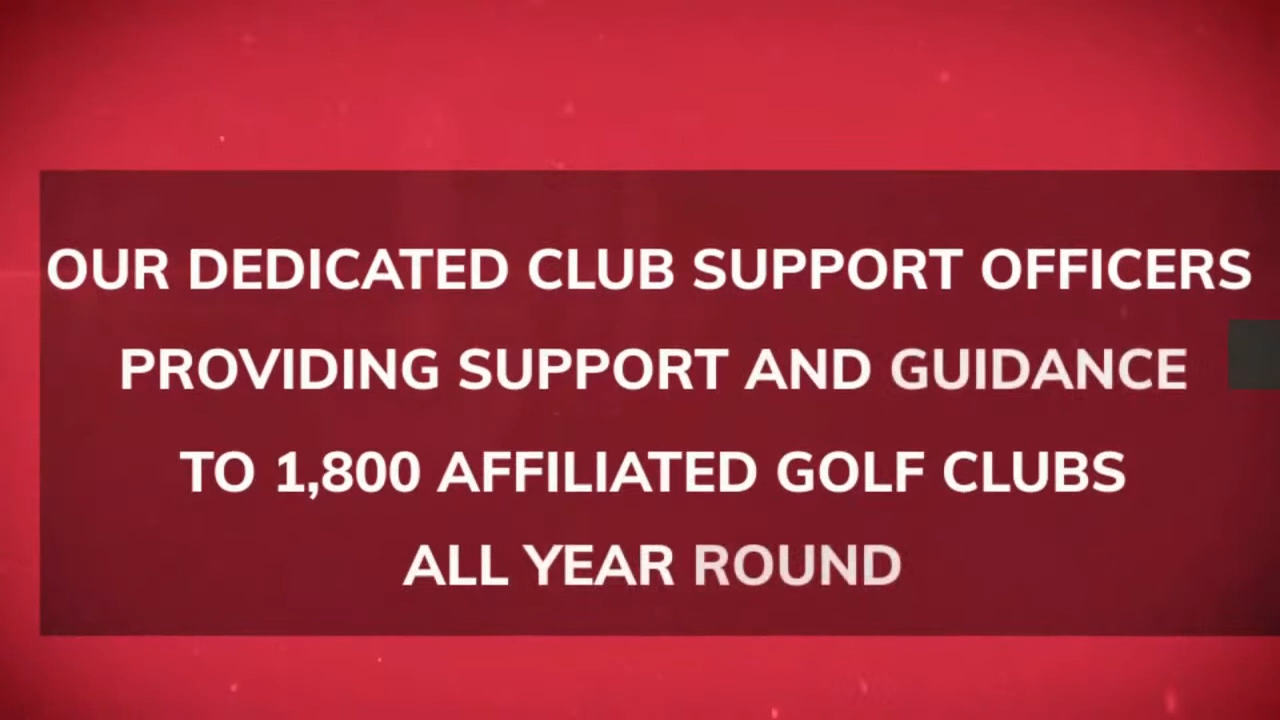 OUR DEDICATED CLUB SUPPORT OFFICERS
PROVIDING SUPPORT AND GUIDANCE
TO 1,800 AFFILIATED GOLF CLUBS
ALL YEAR ROUND